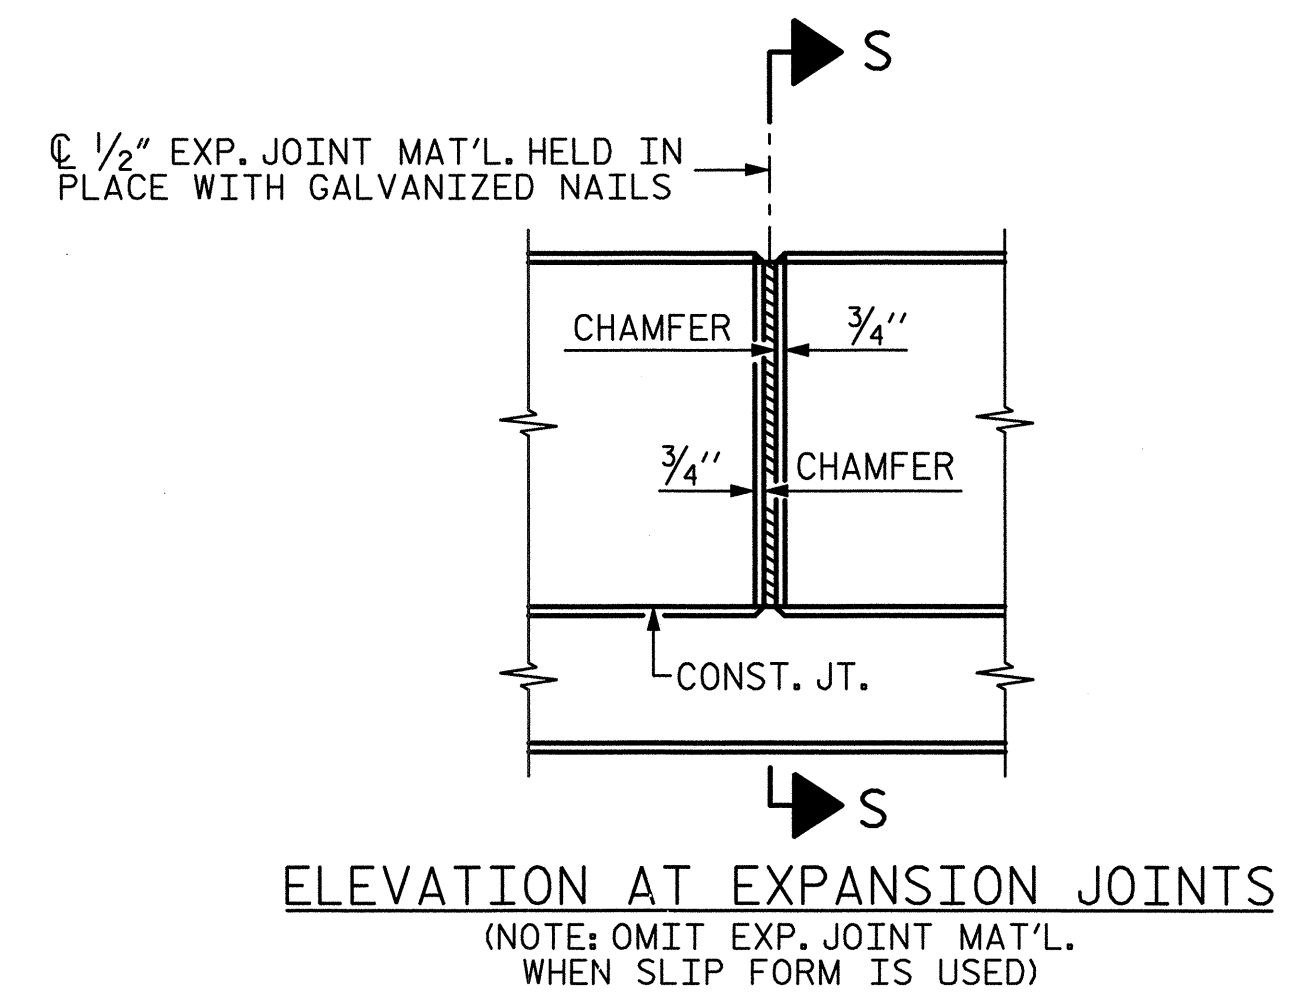 S
℄ 1/2" EXP. JOINT MAT'L. HELD IN
PLACE WITH GALVANIZED NAILS
CHAMFER 3/4"
3/4" CHAMFER
CONST. JT.
S
ELEVATION AT EXPANSION JOINTS
(NOTE: OMIT EXP. JOINT MAT'L.
WHEN SLIP FORM IS USED)